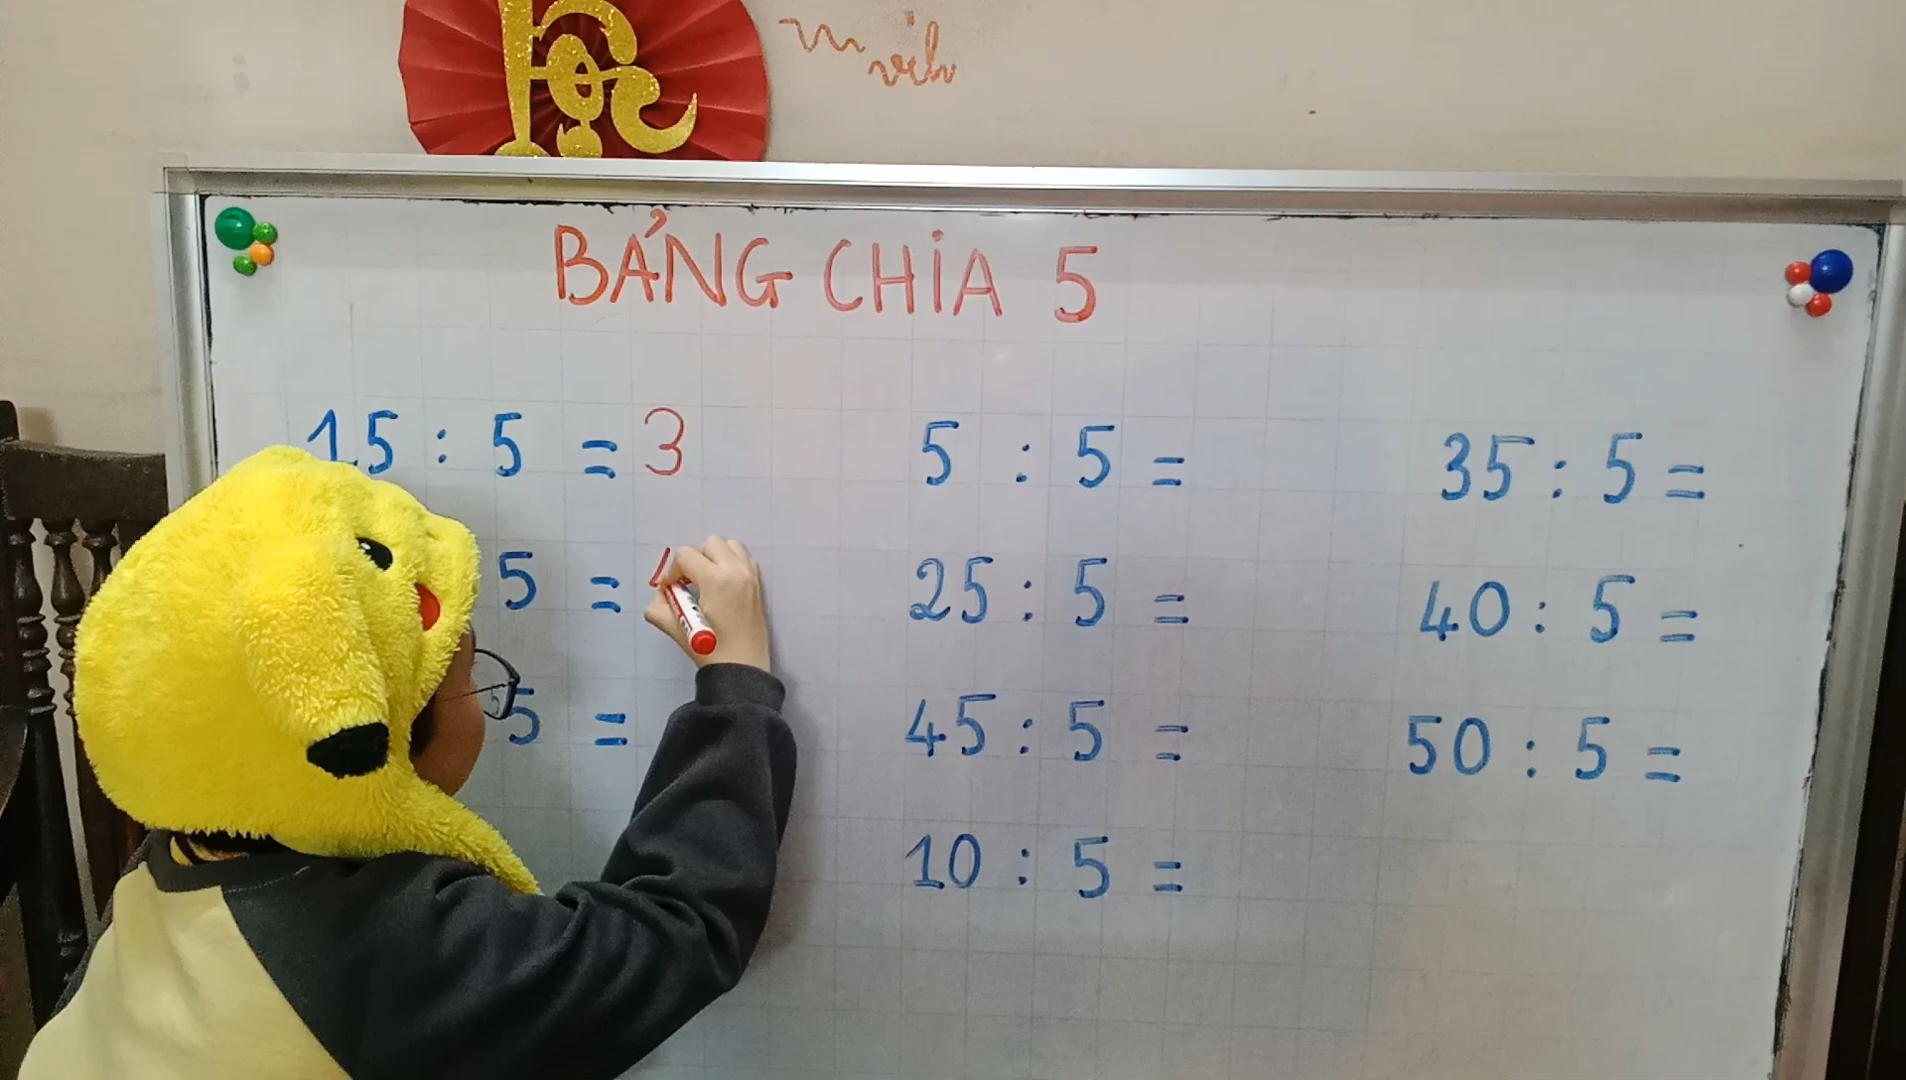 BẢNG CHIA 5
15 : 5 = 3
5 : 5 =
35 : 5 =
5 = 4
25 : 5 =
40 : 5 =
5 =
45 : 5 =
50 : 5 =
10 : 5 =